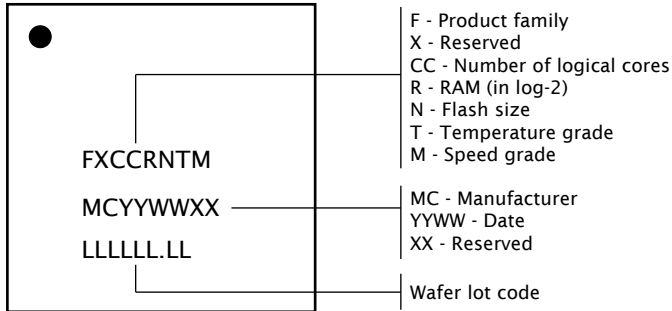 F - Product family
X - Reserved
CC - Number of logical cores
R - RAM (in log-2)
N - Flash size
T - Temperature grade
M - Speed grade
FXCCRNTM
MCYYWWXX
MC - Manufacturer
YYWW - Date
XX - Reserved
LLLLLL.LL
Wafer lot code